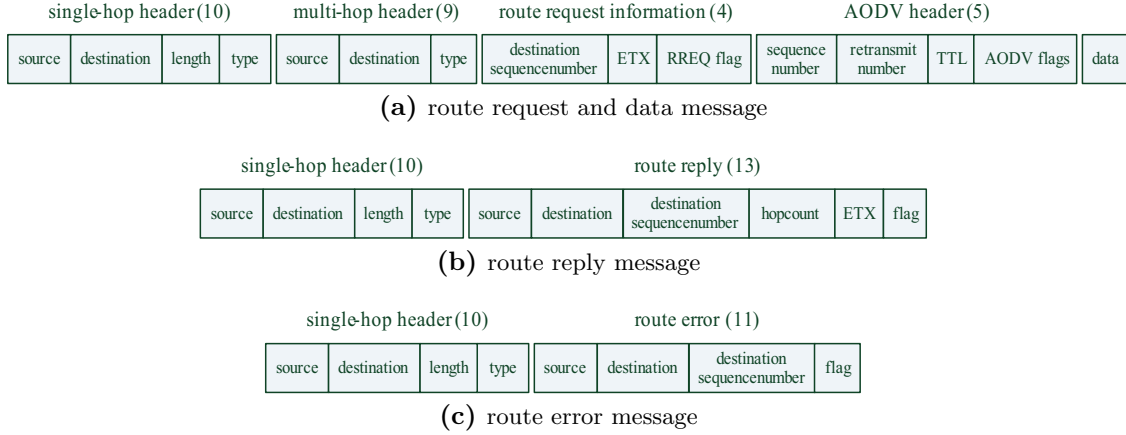 single-hop header(10) multi-hop header(9) route request information(4) AODV header(5)
source destination length type source destination type destination sequencenumber ETX RREQ flag sequence number retransmit number TTL AODV flags data
(a) route request and data message
single-hop header(10) route reply(13)
source destination length type source destination destination sequencenumber hopcount ETX flag
(b) route reply message
single-hop header(10) route error(11)
source destination length type source destination destination sequencenumber flag
(c) route error message